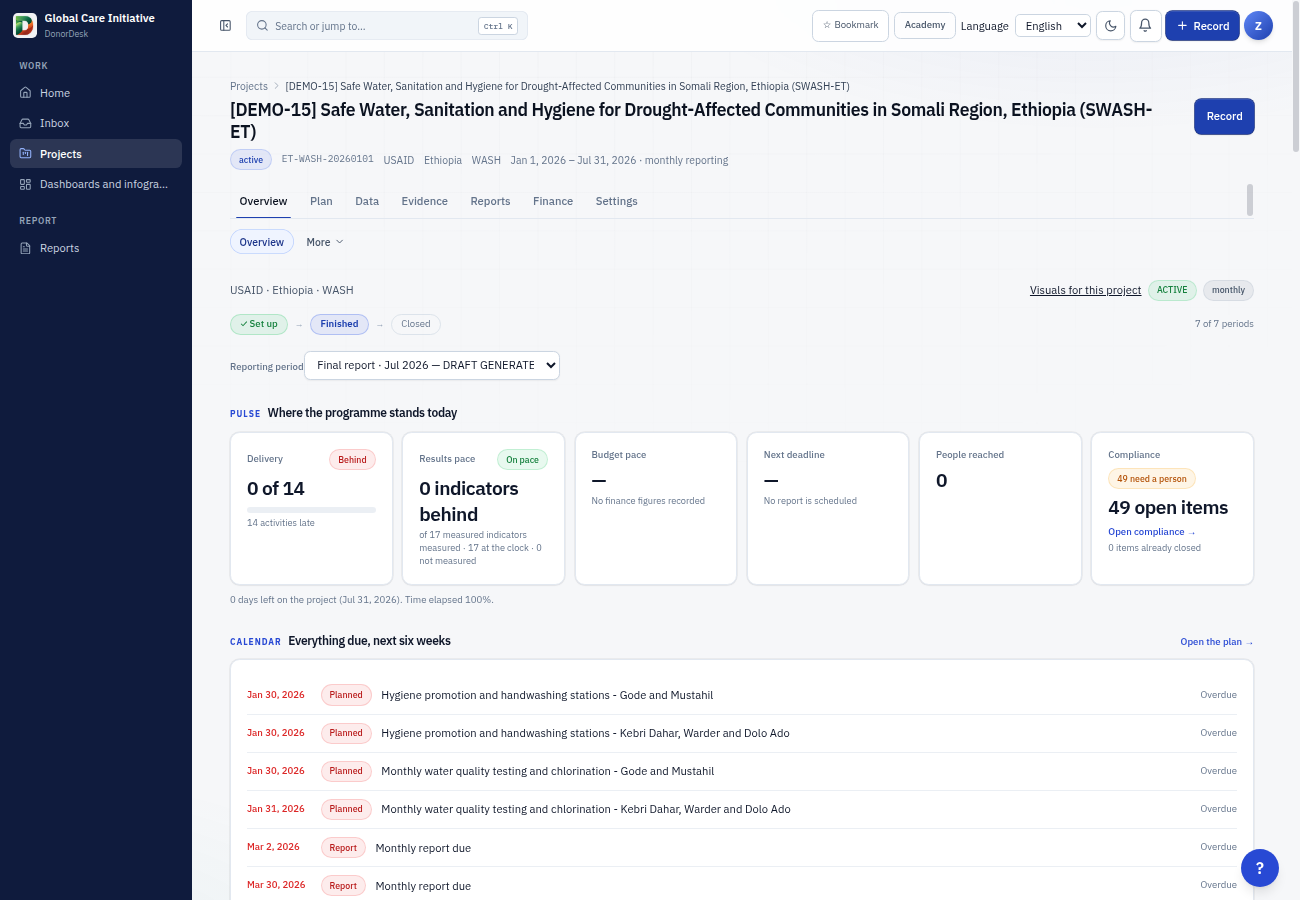 Global Care Initiative
DonorDesk
WORK
Home
Inbox
Projects
Dashboards and infogra...
REPORT
Reports
Search or jump to...
Ctrl K
☆ Bookmark
Academy
Language
English
+ Record
Z
Projects > [DEMO-15] Safe Water, Sanitation and Hygiene for Drought-Affected Communities in Somali Region, Ethiopia (SWASH-ET)
[DEMO-15] Safe Water, Sanitation and Hygiene for Drought-Affected Communities in Somali Region, Ethiopia (SWASH-
ET)
Record
active ET-WASH-20260101 USAID Ethiopia WASH Jan 1, 2026 – Jul 31, 2026 · monthly reporting
Overview Plan Data Evidence Reports Finance Settings
Overview More
USAID · Ethiopia · WASH
Visuals for this project ACTIVE monthly
✓ Set up → Finished → Closed
7 of 7 periods
Reporting period Final report · Jul 2026 — DRAFT GENERATE
PULSE Where the programme stands today
Delivery Behind
0 of 14
14 activities late
Results pace On pace
0 indicators
behind
of 17 measured indicators
measured · 17 at the clock · 0
not measured
Budget pace
—
No finance figures recorded
Next deadline
—
No report is scheduled
People reached
0
Compliance
49 need a person
49 open items
Open compliance →
0 items already closed
0 days left on the project (Jul 31, 2026). Time elapsed 100%.
CALENDAR Everything due, next six weeks
Open the plan →
Jan 30, 2026 Planned Hygiene promotion and handwashing stations - Gode and Mustahil Overdue
Jan 30, 2026 Planned Hygiene promotion and handwashing stations - Kebri Dahar, Warder and Dolo Ado Overdue
Jan 30, 2026 Planned Monthly water quality testing and chlorination - Gode and Mustahil Overdue
Jan 31, 2026 Planned Monthly water quality testing and chlorination - Kebri Dahar, Warder and Dolo Ado Overdue
Mar 2, 2026 Report Monthly report due Overdue
Mar 30, 2026 Report Monthly report due Overdue
?